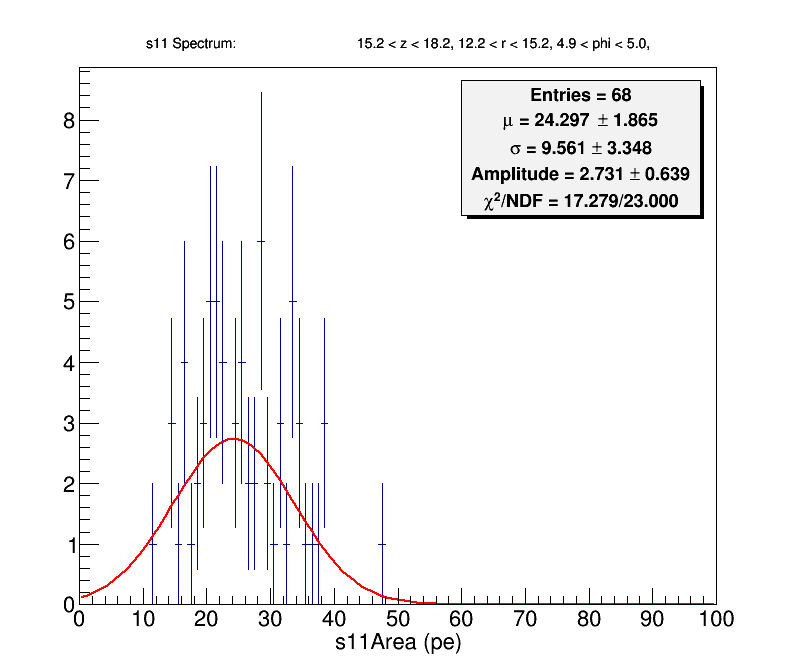 s11 Spectrum: 15.2 < z < 18.2, 12.2 < r < 15.2, 4.9 < phi < 5.0,
Entries = 68
μ = 24.297 ± 1.865
σ = 9.561 ± 3.348
Amplitude = 2.731 ± 0.639
χ²/NDF = 17.279/23.000
8
7
6
5
4
3
2
1
0
0 10 20 30 40 50 60 70 80 90 100
s11Area (pe)